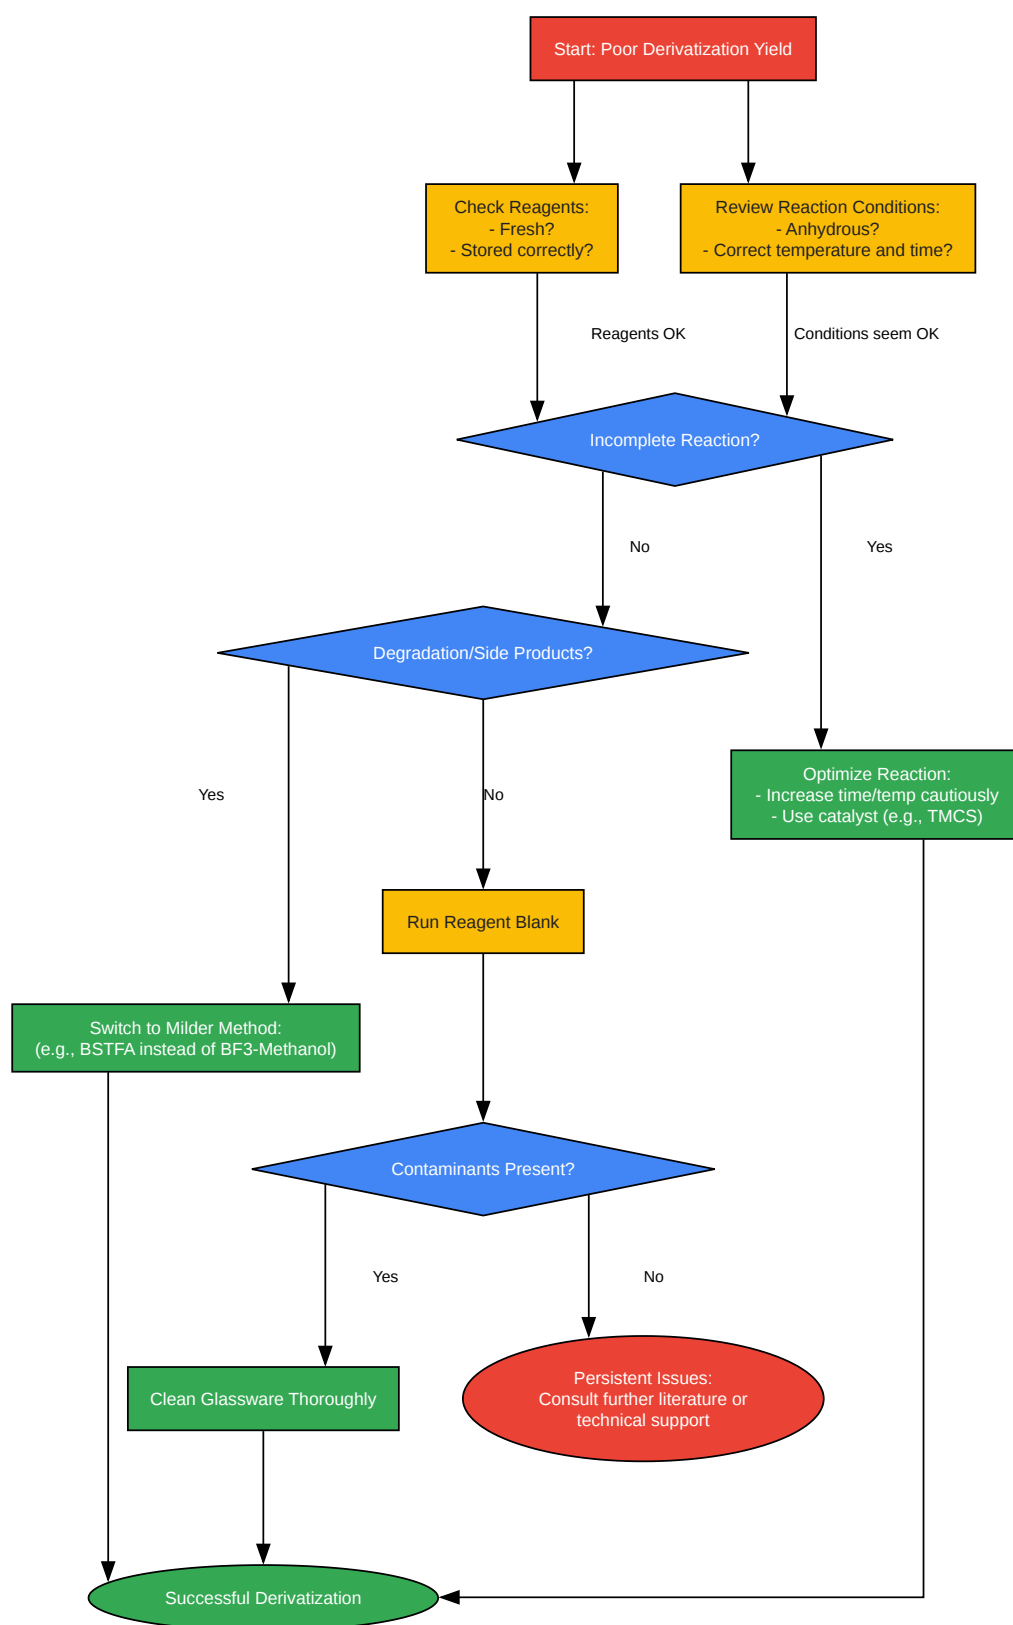 Start: Poor Derivatization Yield
Check Reagents:
- Fresh?
- Stored correctly?
Review Reaction Conditions:
- Anhydrous?
- Correct temperature and time?
Reagents OK
Conditions seem OK
Incomplete Reaction?
No
Yes
Degradation/Side Products?
Yes
No
Optimize Reaction:
- Increase time/temp cautiously
- Use catalyst (e.g., TMCS)
Run Reagent Blank
Switch to Milder Method:
(e.g., BSTFA instead of BF3-Methanol)
Contaminants Present?
Yes
No
Clean Glassware Thoroughly
Persistent Issues:
Consult further literature or
technical support
Successful Derivatization